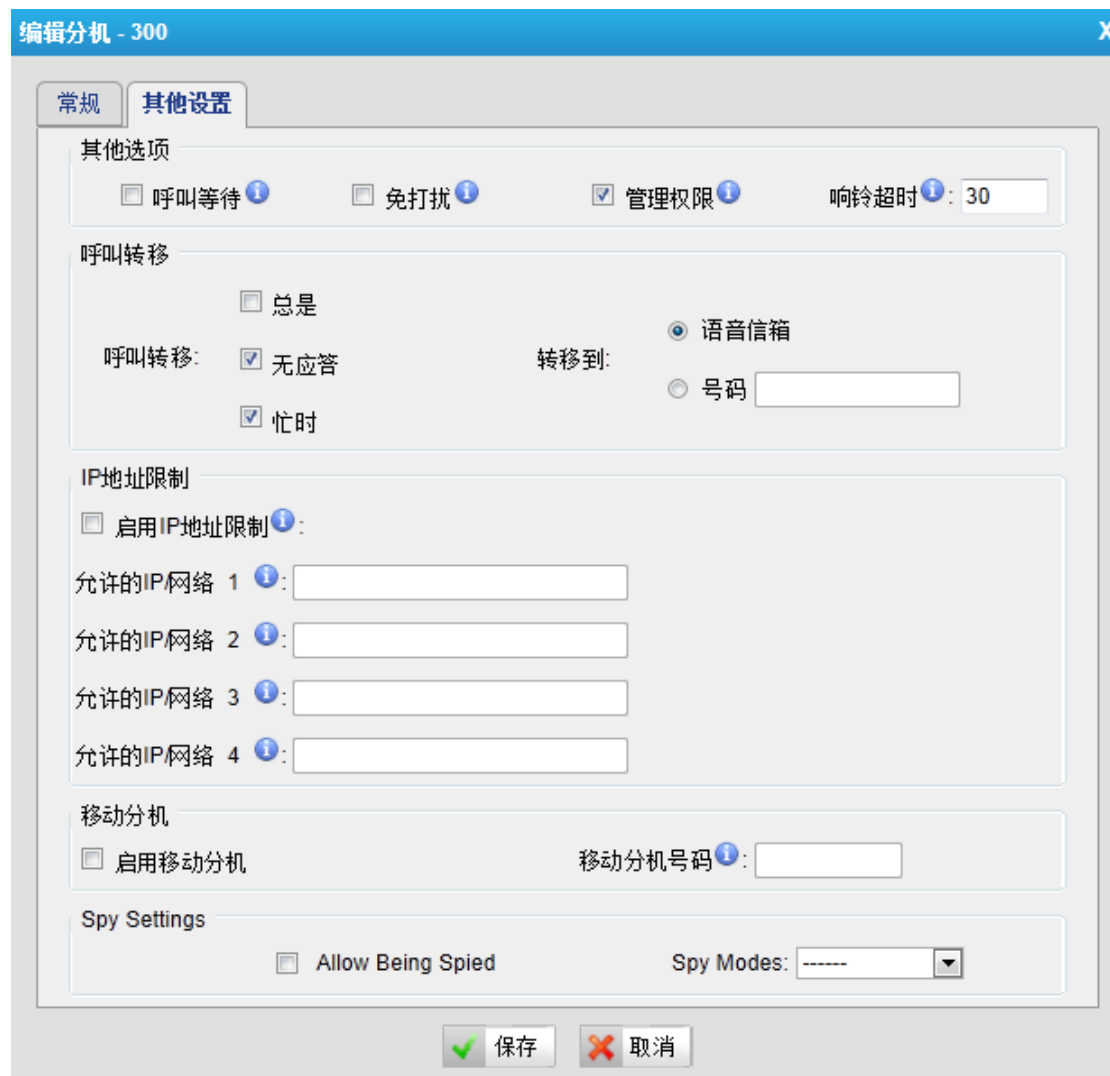 编辑分机 - 300 X
常规 其他设置
其他选项
呼叫等待 免打扰 管理权限 响铃超时 : 30
呼叫转移
总是
语音信箱
呼叫转移: 无应答 转移到:
号码
忙时
IP地址限制
启用IP地址限制 :
允许的IP/网络 1 :
允许的IP/网络 2 :
允许的IP/网络 3 :
允许的IP/网络 4 :
移动分机
启用移动分机 移动分机号码 :
Spy Settings
Allow Being Spied Spy Modes: ------
保存 取消